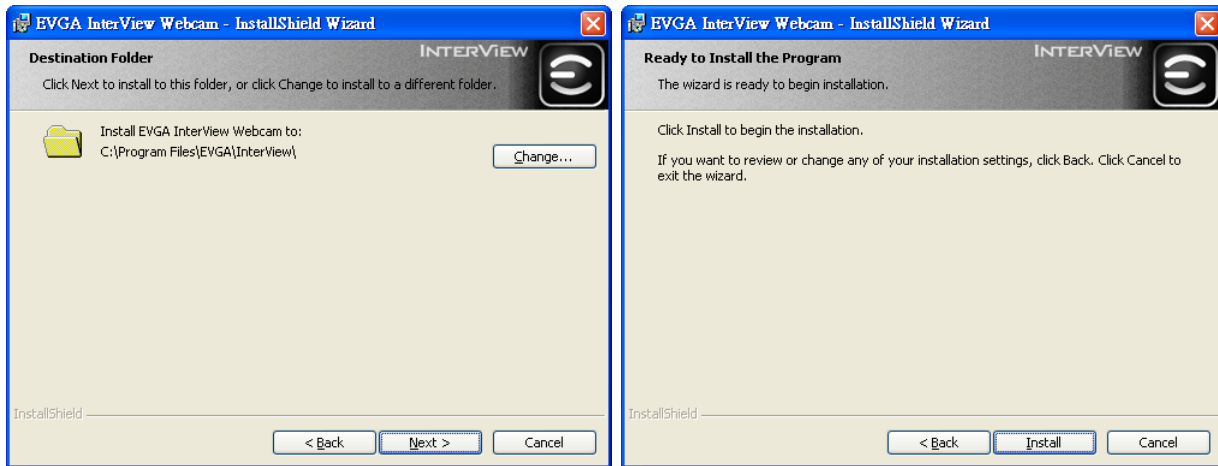 EVGA InterView Webcam - InstallShield Wizard
Destination Folder
INTERVIEW
Click Next to install to this folder, or click Change to install to a different folder.
Install EVGA InterView Webcam to:
C:\Program Files\EVGA\InterView\
Change...
InstallShield
< Back
Next >
Cancel
EVGA InterView Webcam - InstallShield Wizard
Ready to Install the Program
INTERVIEW
The wizard is ready to begin installation.
Click Install to begin the installation.
If you want to review or change any of your installation settings, click Back. Click Cancel to
exit the wizard.
InstallShield
< Back
Install
Cancel